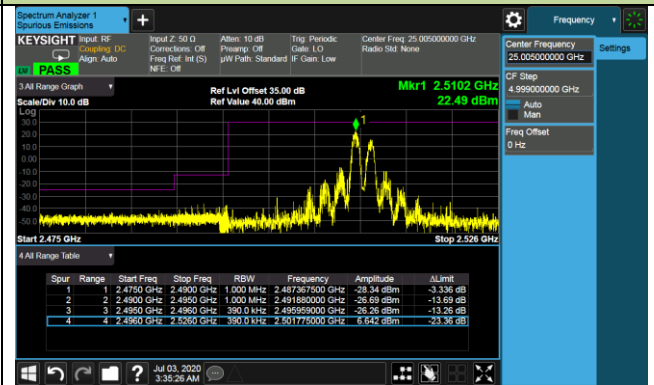 Spectrum Analyzer 1
Spurious Emissions
Frequency
KEYSIGHT Input: RF
Coupling: DC
Align: Auto
Input Z: 50 Ω
Corrections: Off
Freq Ref: Int (S)
NFE: Off
Atten: 10 dB
Preamp: Off
µW Path: Standard
Trig: Periodic
Gate: LO
IF Gain: Low
Center Freq: 25.005000000 GHz
Radio Std: None
PASS
Center Frequency
25.005000000 GHz
Settings
CF Step
4.999000000 GHz
Auto
Man
Freq Offset
0 Hz
3 All Range Graph
Scale/Div 10.0 dB
Ref Lvl Offset 35.00 dB
Ref Value 40.00 dBm
Mkr1 2.5102 GHz
22.49 dBm
Log
30.0
20.0
10.0
0.00
-10.0
-20.0
-30.0
-40.0
-50.0
1
Start 2.475 GHz
Stop 2.526 GHz
4 All Range Table
Spur Range Start Freq Stop Freq RBW Frequency Amplitude ΔLimit
1 1 2.4750 GHz 2.4900 GHz 1.000 MHz 2.487367500 GHz -28.34 dBm -3.336 dB
2 2 2.4900 GHz 2.4950 GHz 1.000 MHz 2.491880000 GHz -26.69 dBm -13.69 dB
3 3 2.4950 GHz 2.4960 GHz 390.0 kHz 2.495959000 GHz -26.26 dBm -13.26 dB
4 4 2.4960 GHz 2.5260 GHz 390.0 kHz 2.501775000 GHz 6.642 dBm -23.36 dB
?
Jul 03, 2020
3:35:26 AM